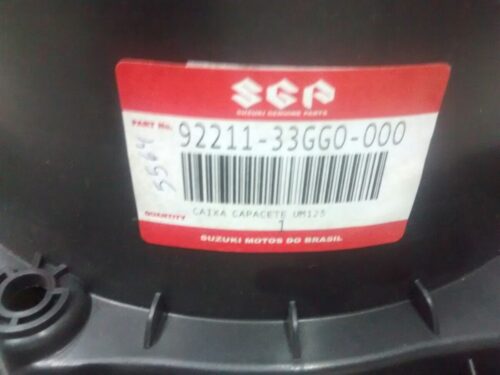 SGP
SUZUKI GENUINE PARTS
PART No. 92211-33GG0-000
5564
CAIXA CAPACETE UM125
QUANTITY 1
SUZUKI MOTOS DO BRASIL